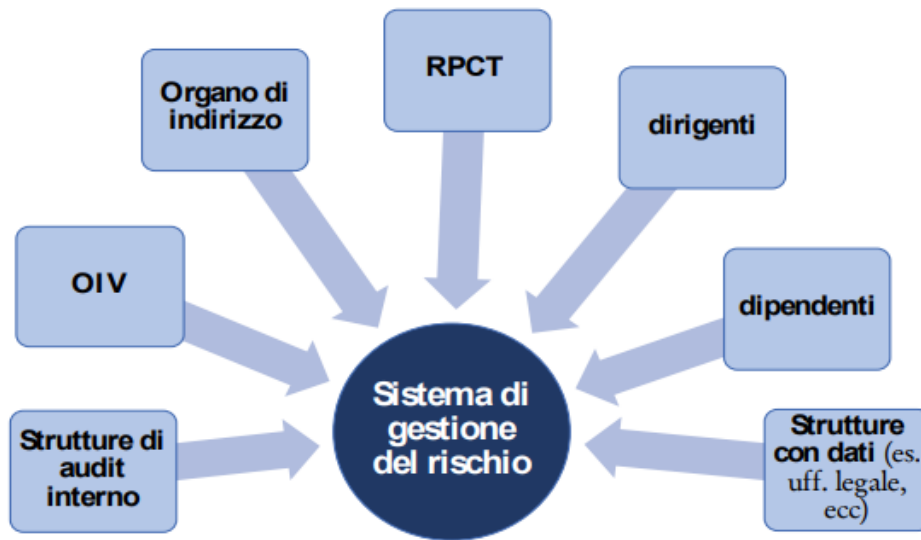 RPCT
Organo di
indirizzo
dirigenti
OIV
dipendenti
Sistema di
gestione
del rischio
Strutture di
audit
interno
Strutture
con dati (es.
uff. legale,
ecc)